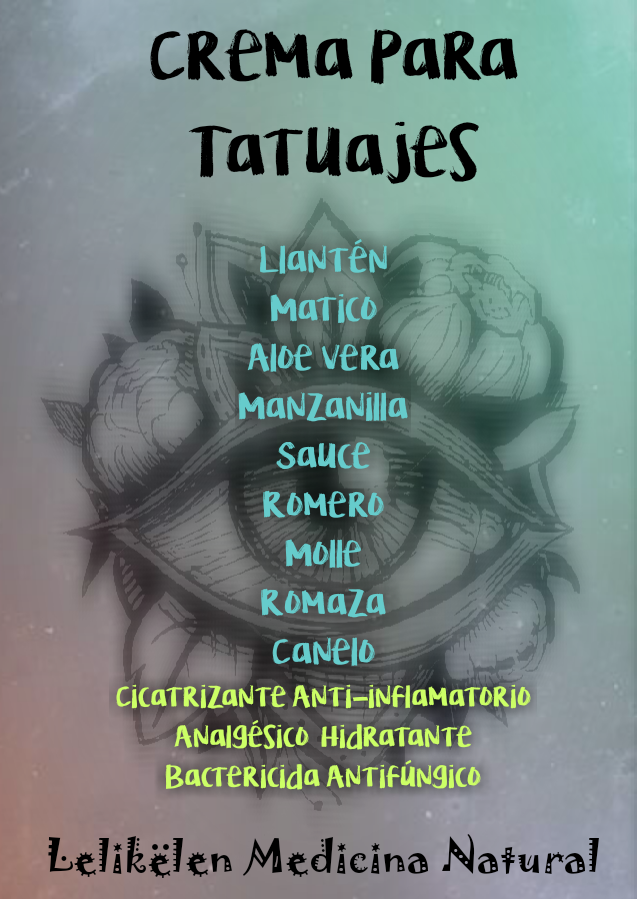 Crema para
Tatuajes
Llantén
Matico
Aloe vera
Manzanilla
Sauce
Romero
Molle
Romaza
Canelo
Cicatrizante Anti-inflamatorio
Analgésico Hidratante
Bactericida Antifúngico
Lelikëlen Medicina Natural